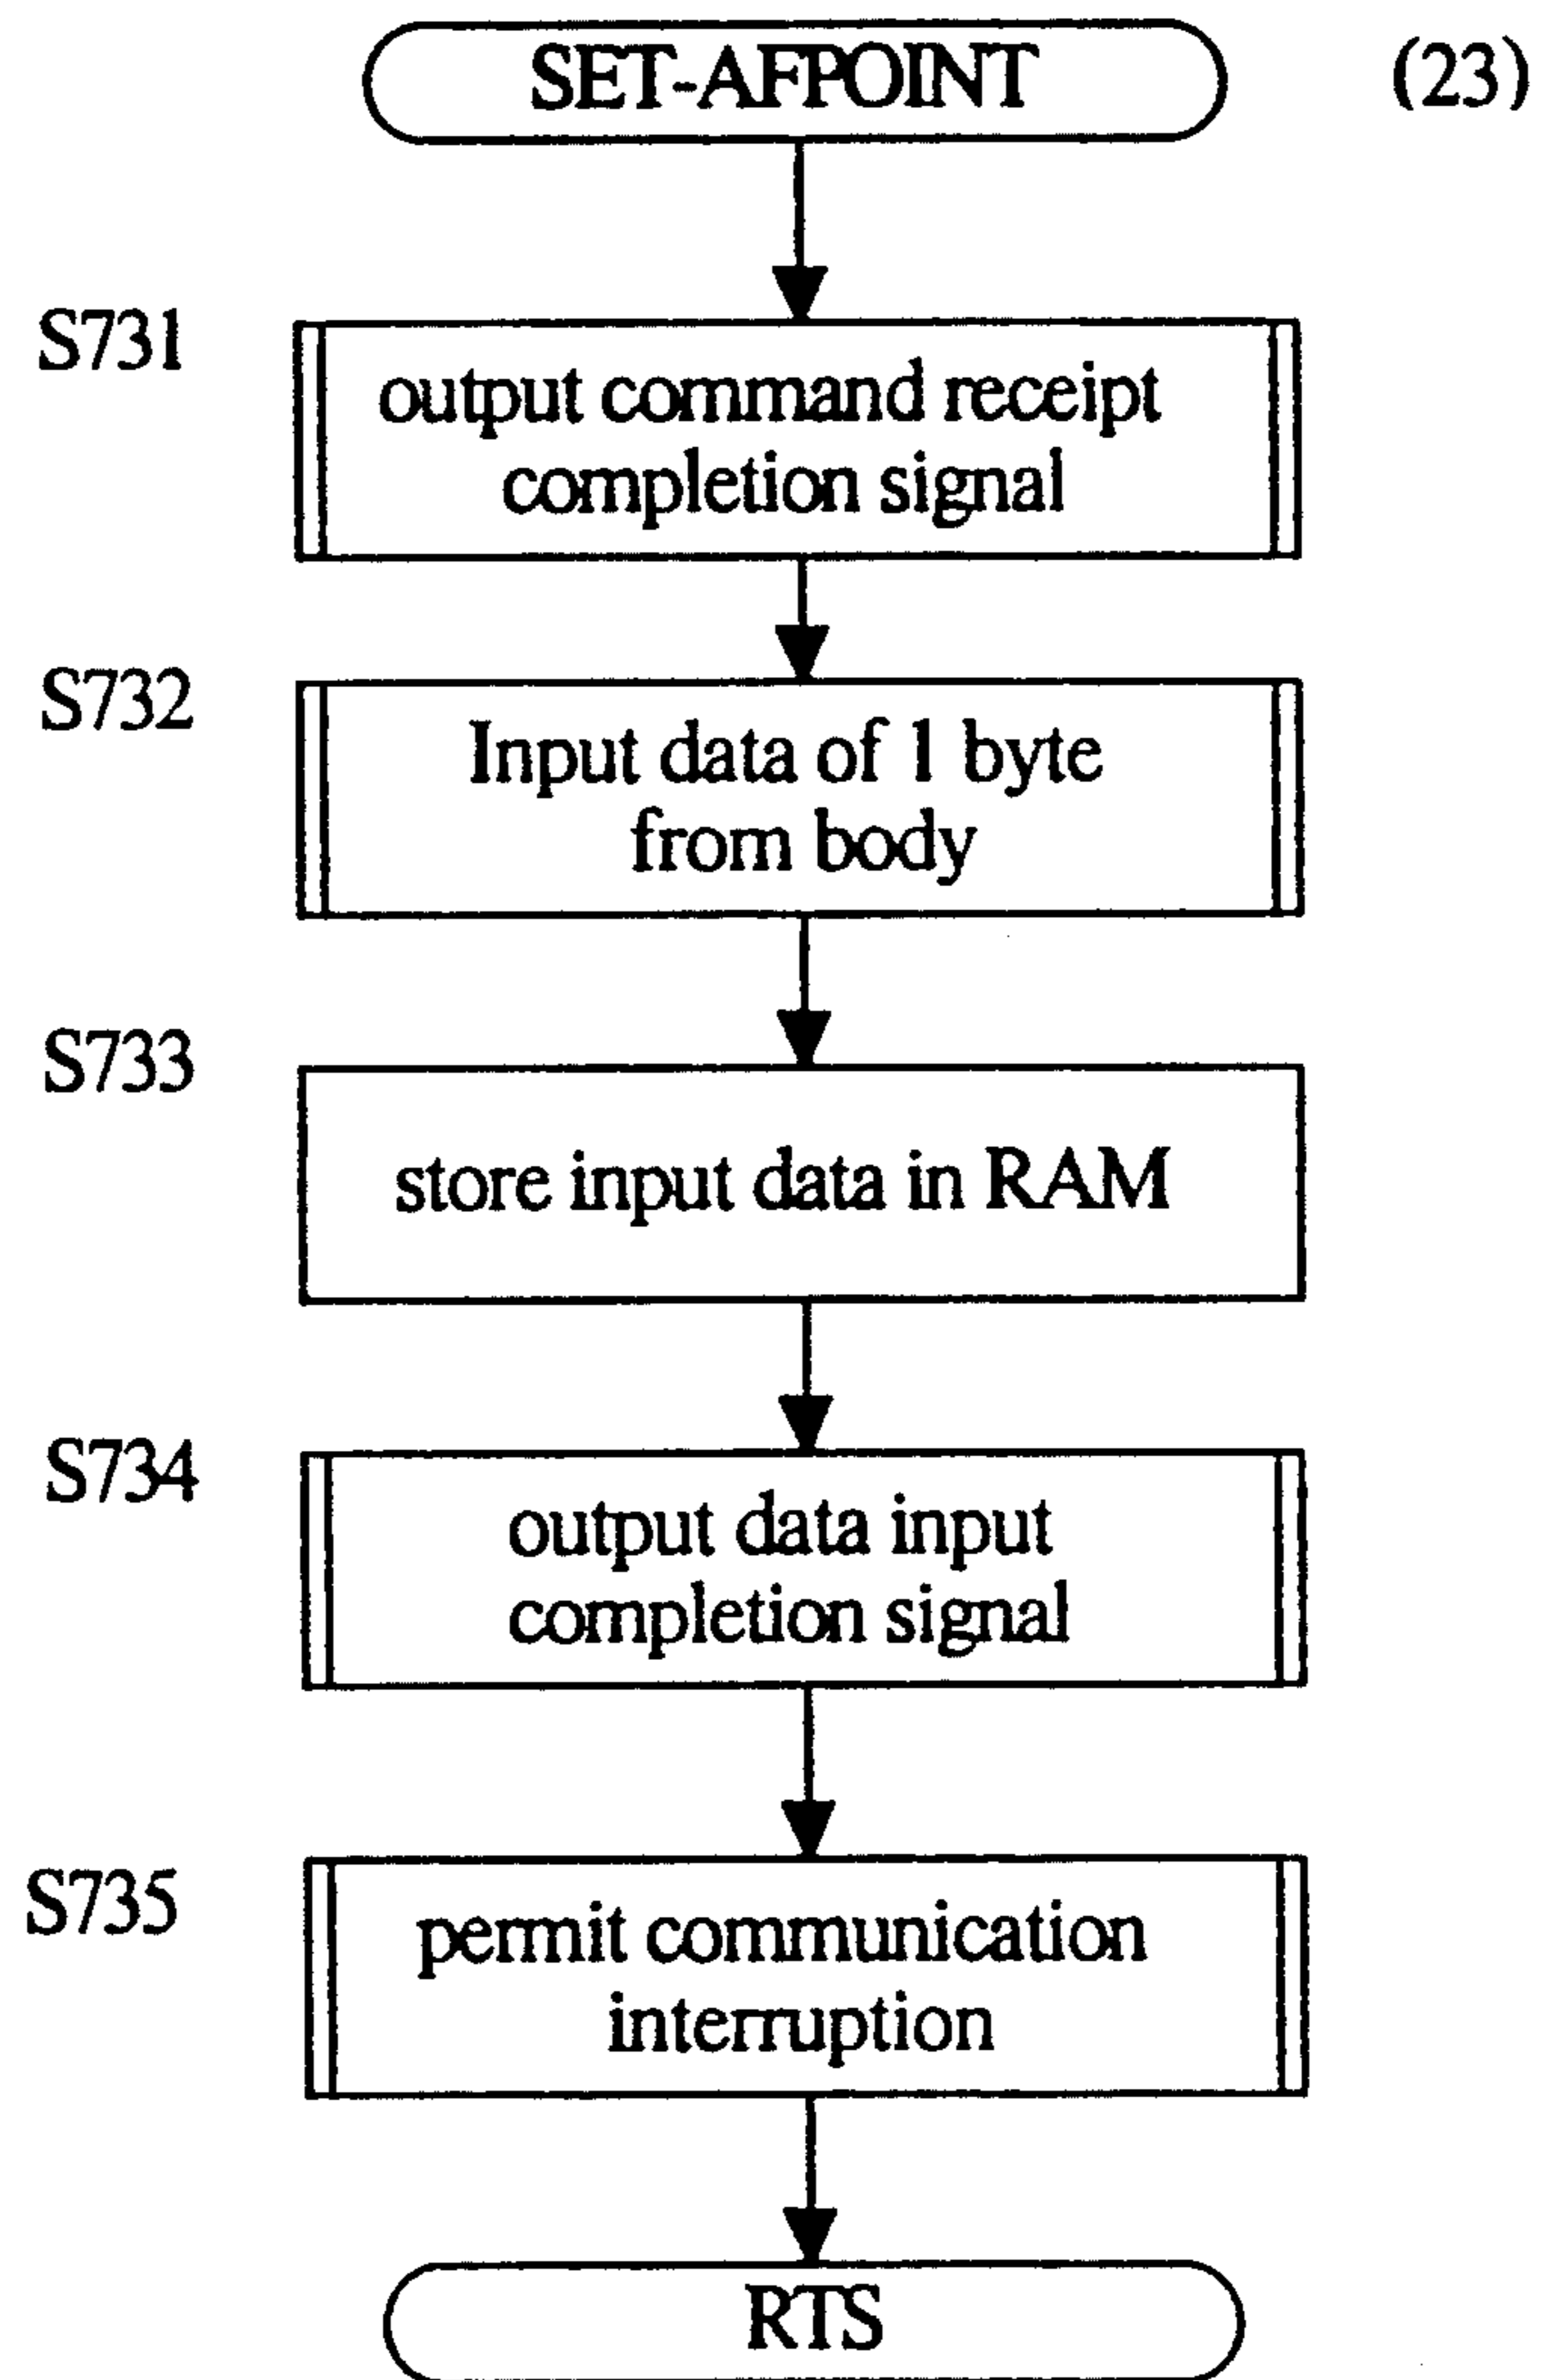 SET-AFPOINT
(23)
S731
output command receipt
completion signal
S732
Input data of 1 byte
from body
S733
store input data in RAM
S734
output data input
completion signal
S735
permit communication
interruption
RTS